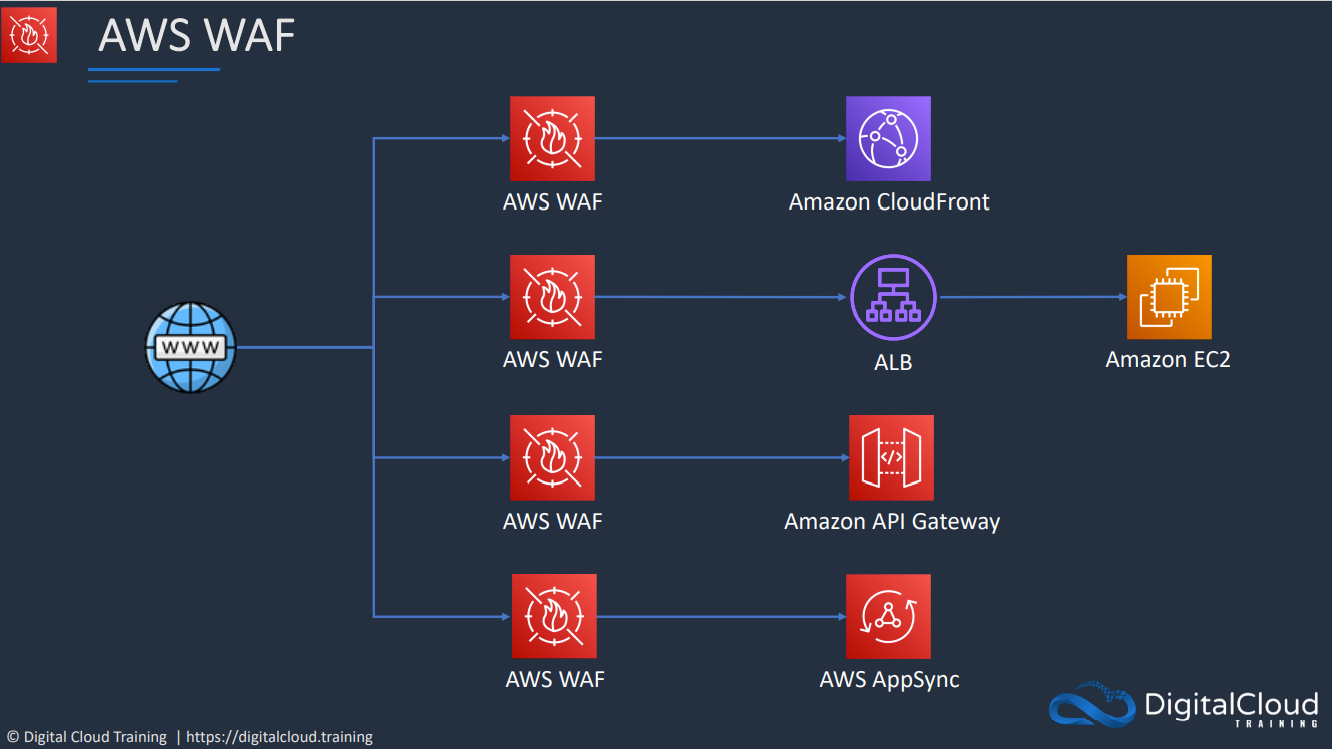 AWS WAF
AWS WAF
Amazon CloudFront
AWS WAF
ALB
Amazon EC2
WWW
AWS WAF
Amazon API Gateway
</>
AWS WAF
AWS AppSync
DigitalCloud
TRAINING
© Digital Cloud Training | https://digitalcloud.training